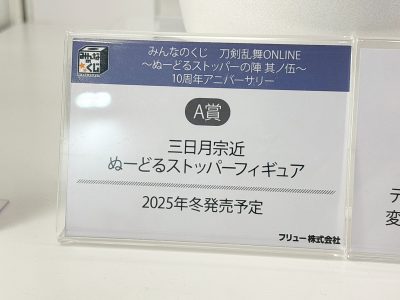 みんなのくじ 刀剣乱舞ONLINE
～ぬーどるストッパーの陣 其ノ伍～
10周年アニバーサリー
A賞
三日月宗近
ぬーどるストッパーフィギュア
2025年冬発売予定
フリュー株式会社
テ
変